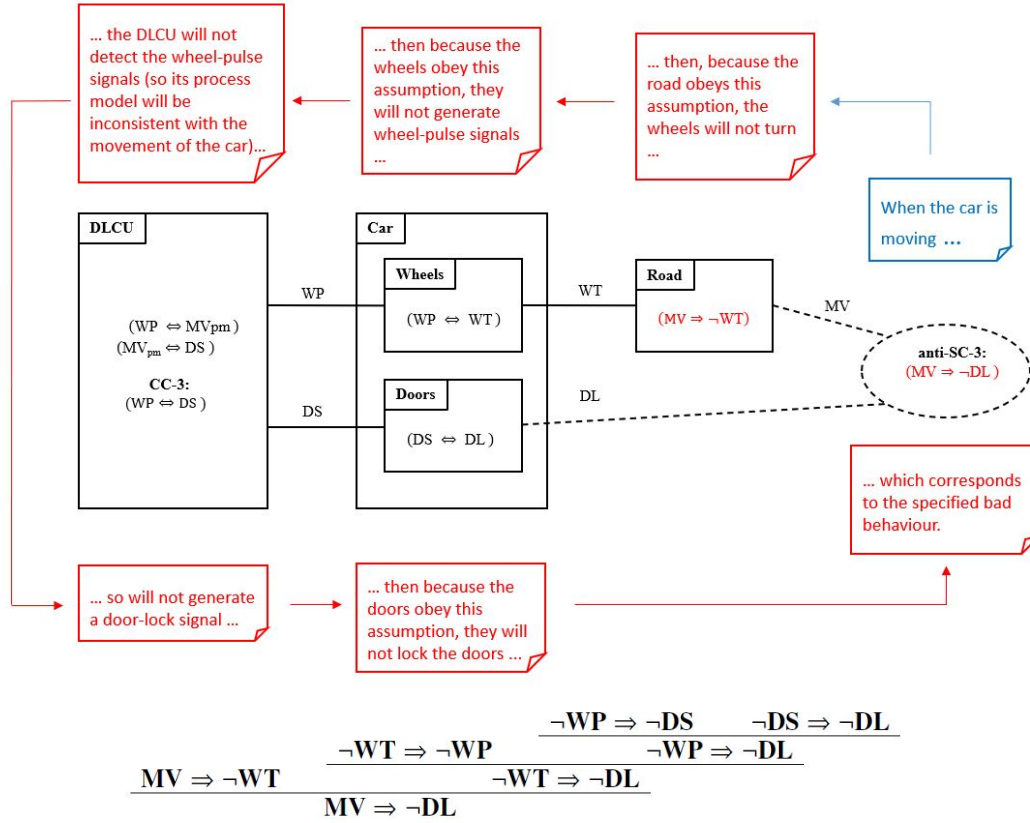 ... the DLCU will not
detect the wheel-pulse
signals (so its process
model will be
inconsistent with the
movement of the car)...
... then because the
wheels obey this
assumption, they
will not generate
wheel-pulse signals
...
... then, because the
road obeys this
assumption, the
wheels will not turn
...
When the car is
moving ...
DLCU
(WP ⇔ MVpm)
(MVpm ⇔ DS)
CC-3:
(WP ⇔ DS)
WP
DS
Car
Wheels
(WP ⇔ WT)
Doors
(DS ⇔ DL)
WT
DL
Road
(MV ⇒ ¬WT)
MV
anti-SC-3:
(MV ⇒ ¬DL)
... so will not generate
a door-lock signal ...
... then because the
doors obey this
assumption, they will
not lock the doors ...
... which corresponds
to the specified bad
behaviour.
¬WP ⇒ ¬DS ¬DS ⇒ ¬DL
¬WT ⇒ ¬WP ¬WP ⇒ ¬DL
MV ⇒ ¬WT ¬WT ⇒ ¬DL
MV ⇒ ¬DL